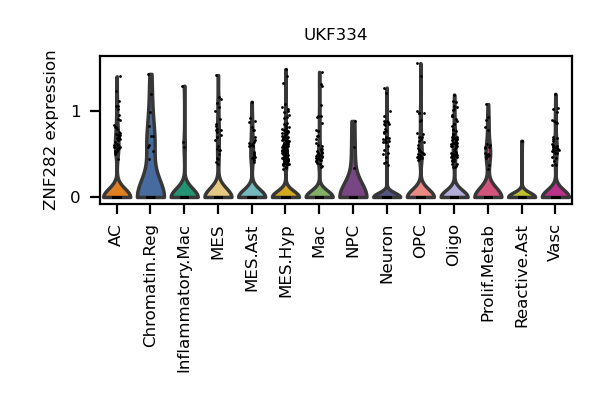 UKF334
ZNF282 expression
1
0
AC
Chromatin.Reg
Inflammatory.Mac
MES
MES.Ast
MES.Hyp
Mac
NPC
Neuron
OPC
Oligo
Prolif.Metab
Reactive.Ast
Vasc